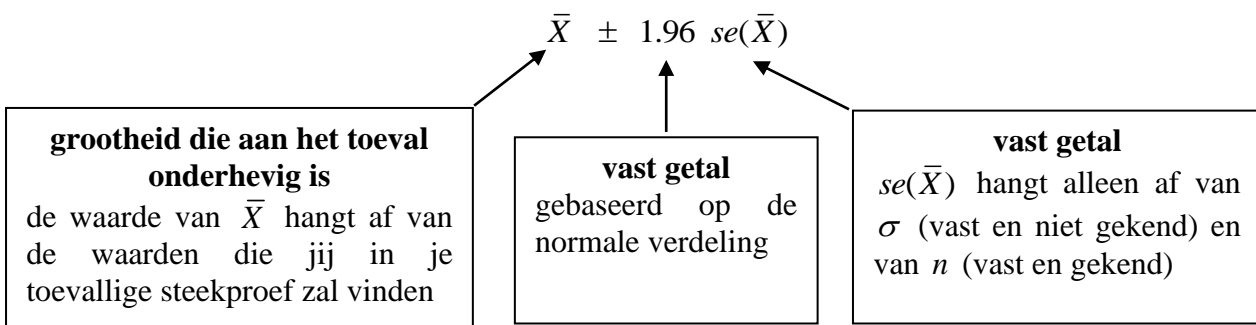 X̄ ± 1.96 se(X̄)
grootheid die aan het toeval
onderhevig is
de waarde van X̄ hangt af van
de waarden die jij in je
toevallige steekproef zal vinden
vast getal
gebaseerd op de
normale verdeling
vast getal
se(X̄) hangt alleen af van
σ (vast en niet gekend) en
van n (vast en gekend)